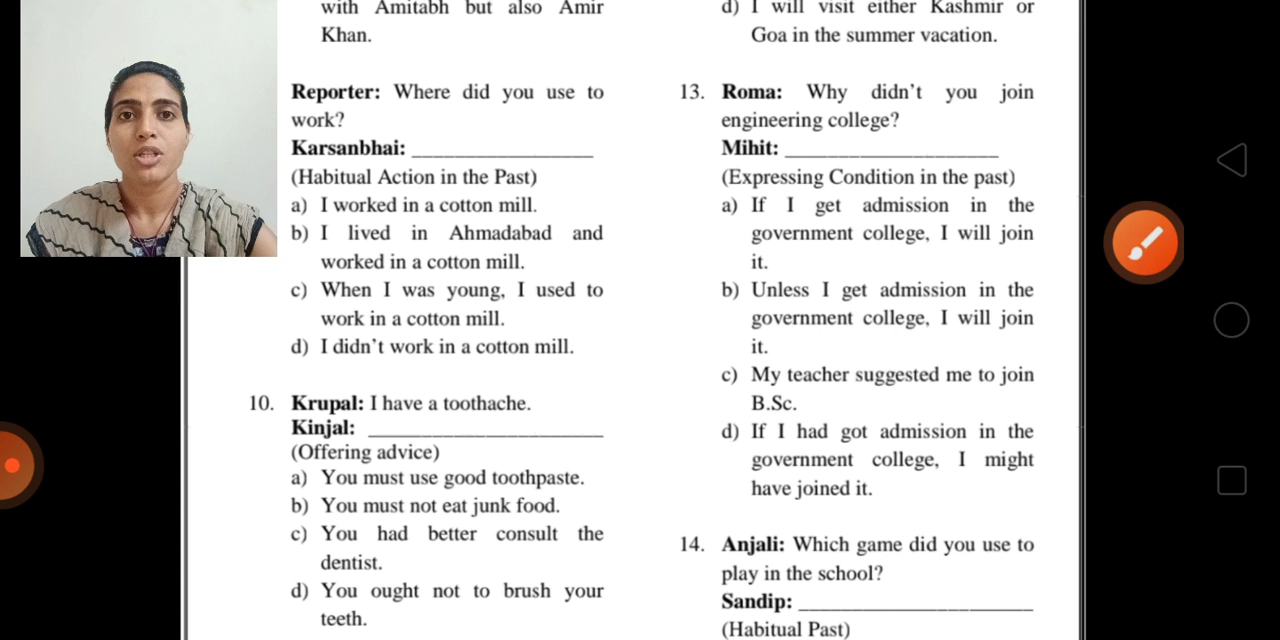 with Amitabh but also Amir
Khan.
Reporter: Where did you use to
work?
Karsanbhai: _________________
(Habitual Action in the Past)
a) I worked in a cotton mill.
b) I lived in Ahmadabad and
worked in a cotton mill.
c) When I was young, I used to
work in a cotton mill.
d) I didn't work in a cotton mill.
10. Krupal: I have a toothache.
Kinjal: ______________________
(Offering advice)
a) You must use good toothpaste.
b) You must not eat junk food.
c) You had better consult the
dentist.
d) You ought not to brush your
teeth.
d) I will visit either Kashmir or
Goa in the summer vacation.
13. Roma: Why didn't you join
engineering college?
Mihit: ____________________
(Expressing Condition in the past)
a) If I get admission in the
government college, I will join
it.
b) Unless I get admission in the
government college, I will join
it.
c) My teacher suggested me to join
B.Sc.
d) If I had got admission in the
government college, I might
have joined it.
14. Anjali: Which game did you use to
play in the school?
Sandip: ______________________
(Habitual Past)